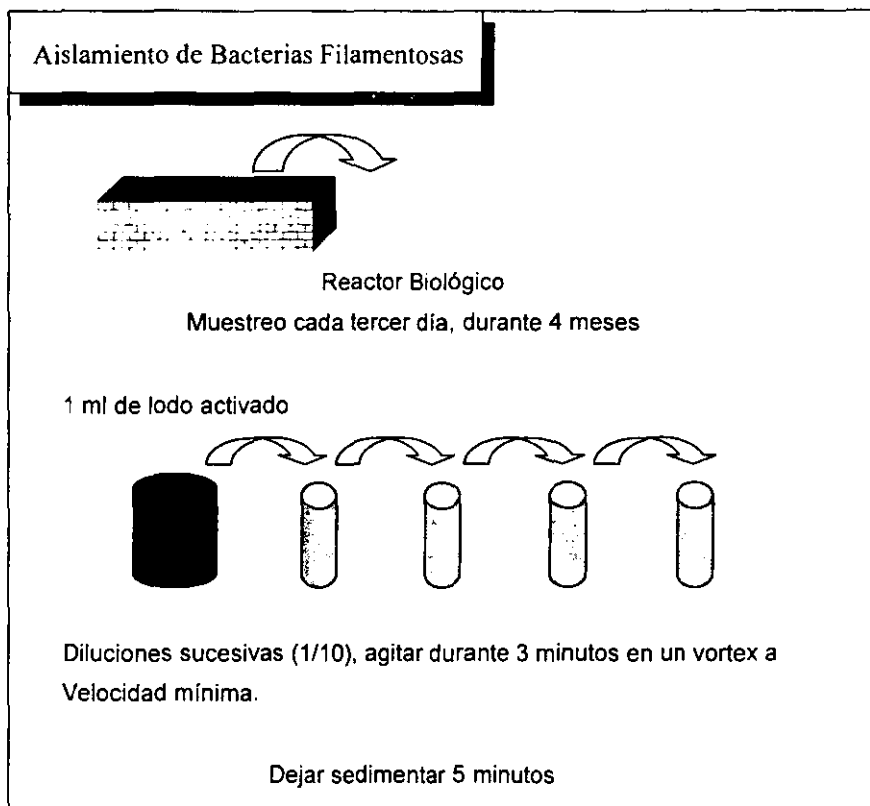 Aislamiento de Bacterias Filamentosas
Reactor Biológico
Muestreo cada tercer día, durante 4 meses
1 ml de lodo activado
Diluciones sucesivas (1/10), agitar durante 3 minutos en un vortex a
Velocidad mínima.
Dejar sedimentar 5 minutos